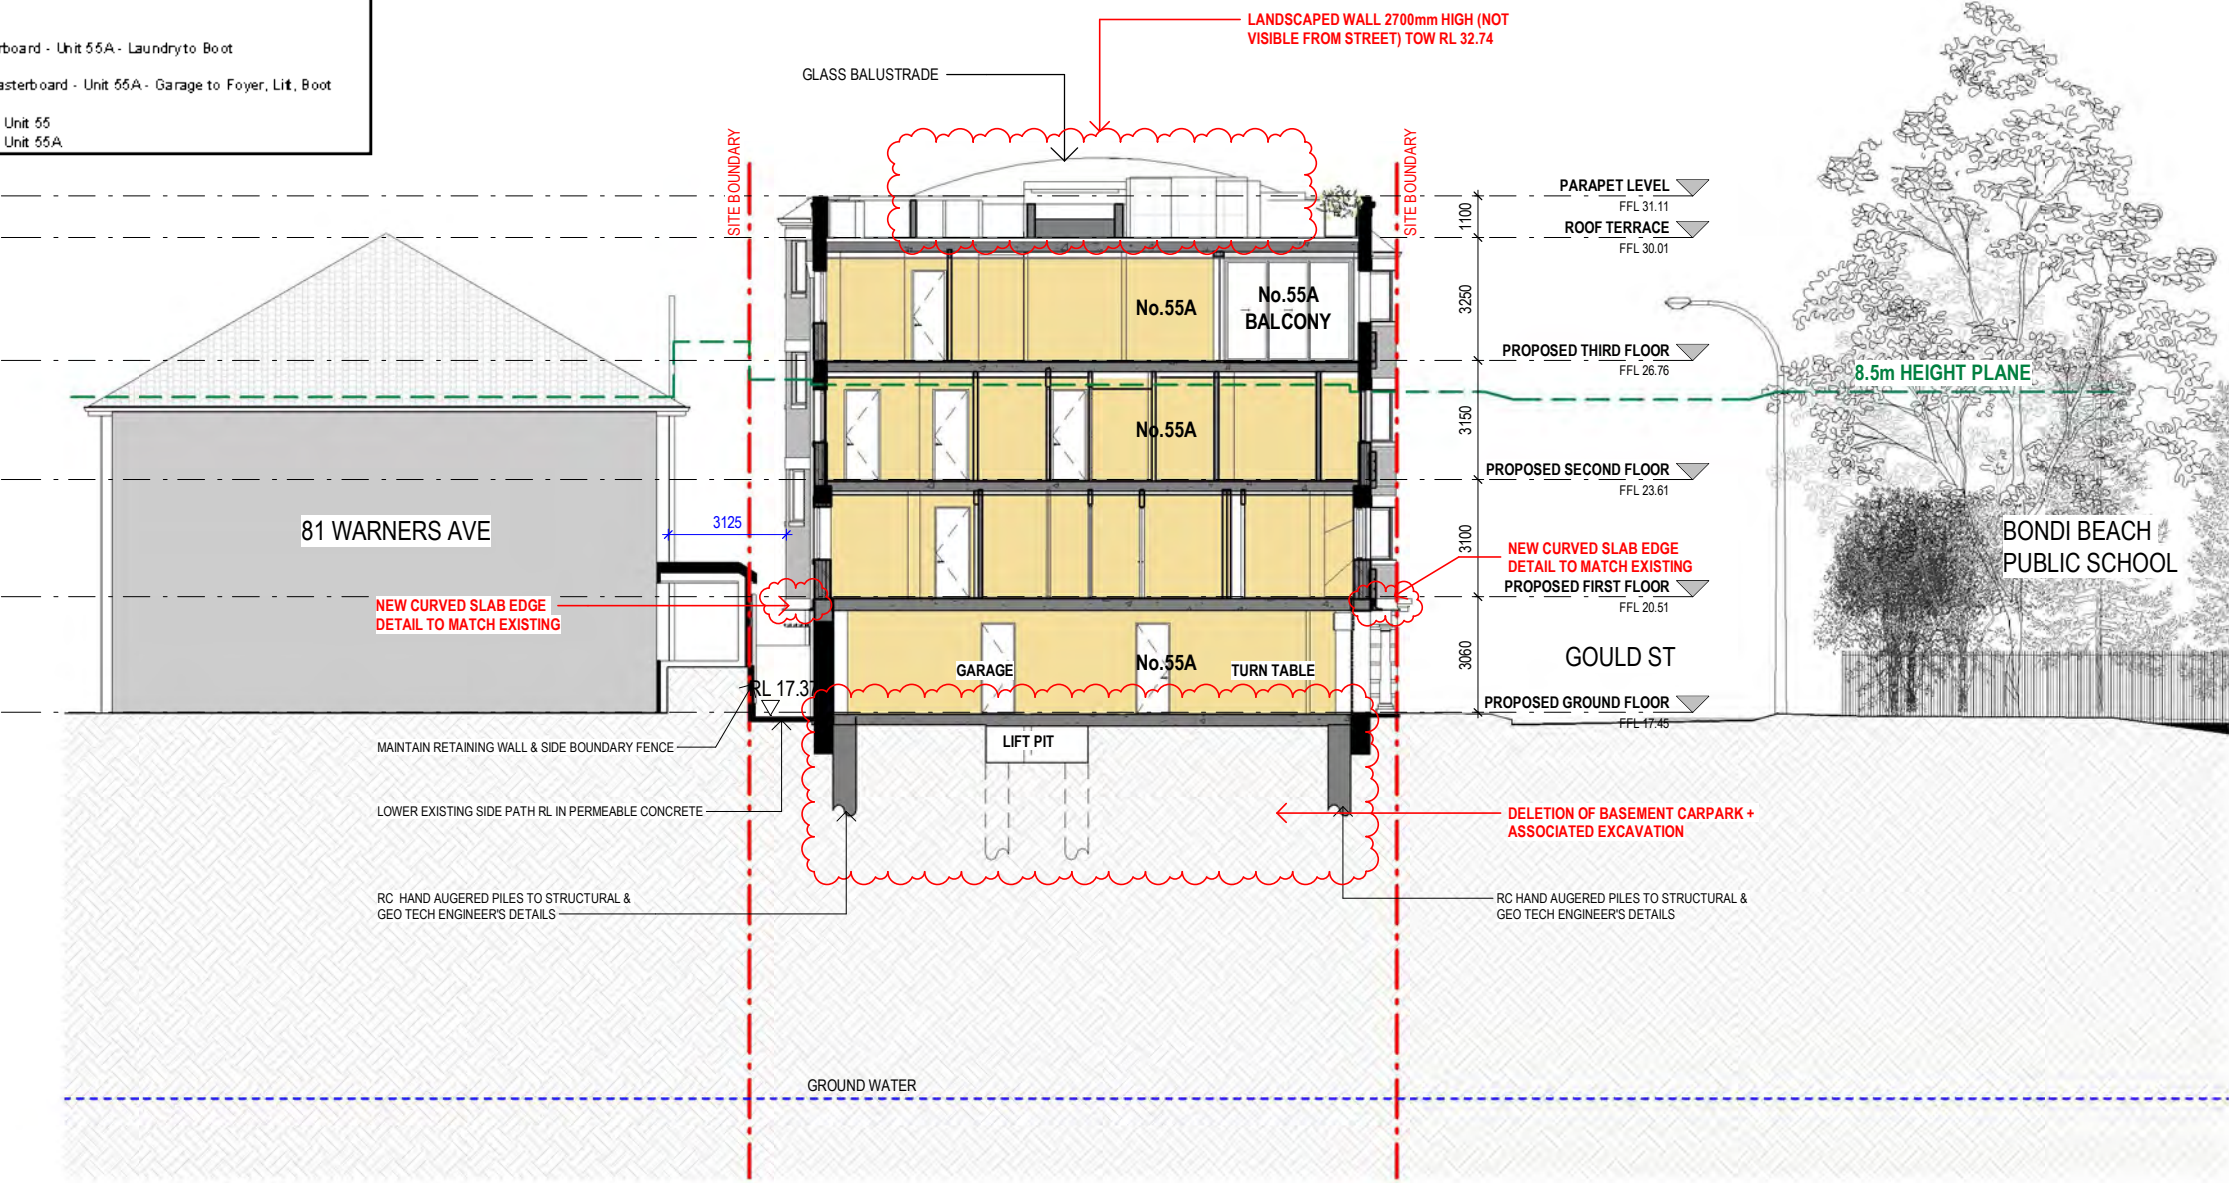 rboard - Unit 55A - Laundry to Boot
asterboard - Unit 55A - Garage to Foyer, Lift, Boot
Unit 55
Unit 55A
LANDSCAPED WALL 2700mm HIGH (NOT
VISIBLE FROM STREET) TOW RL 32.74
GLASS BALUSTRADE
SITE BOUNDARY
SITE BOUNDARY
PARAPET LEVEL
FFL 31.11
1100
ROOF TERRACE
FFL 30.01
3250
No.55A
No.55A
BALCONY
PROPOSED THIRD FLOOR
FFL 26.76
8.5m HEIGHT PLANE
3150
No.55A
PROPOSED SECOND FLOOR
FFL 23.61
81 WARNERS AVE
3125
3100
BONDI BEACH
PUBLIC SCHOOL
NEW CURVED SLAB EDGE
DETAIL TO MATCH EXISTING
PROPOSED FIRST FLOOR
FFL 20.51
NEW CURVED SLAB EDGE
DETAIL TO MATCH EXISTING
3060
GOULD ST
GARAGE
No.55A
TURN TABLE
RL 17.37
PROPOSED GROUND FLOOR
FFL 17.45
MAINTAIN RETAINING WALL & SIDE BOUNDARY FENCE
LIFT PIT
LOWER EXISTING SIDE PATH RL IN PERMEABLE CONCRETE
DELETION OF BASEMENT CARPARK +
ASSOCIATED EXCAVATION
RC HAND AUGERED PILES TO STRUCTURAL &
GEO TECH ENGINEER'S DETAILS
RC HAND AUGERED PILES TO STRUCTURAL &
GEO TECH ENGINEER'S DETAILS
GROUND WATER